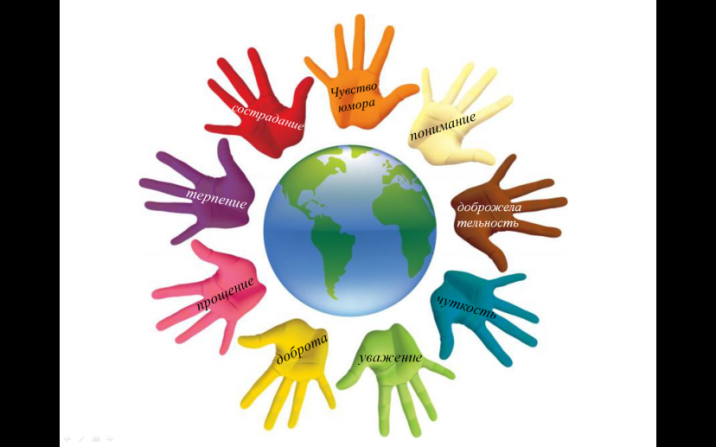 Чувство
юмора
понимание
доброжела
тельность
чуткость
уважение
доброта
прощение
терпение
сострадание